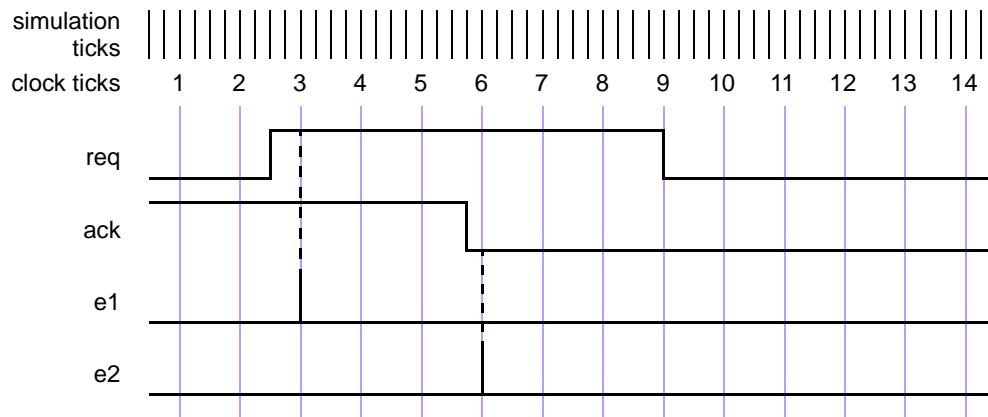 simulation
ticks
clock ticks 1 2 3 4 5 6 7 8 9 10 11 12 13 14
req
ack
e1
e2